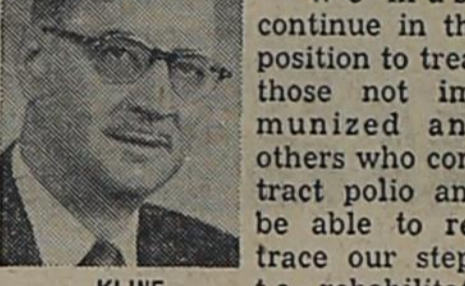 continue in th
position to trea
those not im
munized an
others who con
tract polio an
be able to re
trace our step
KLINE